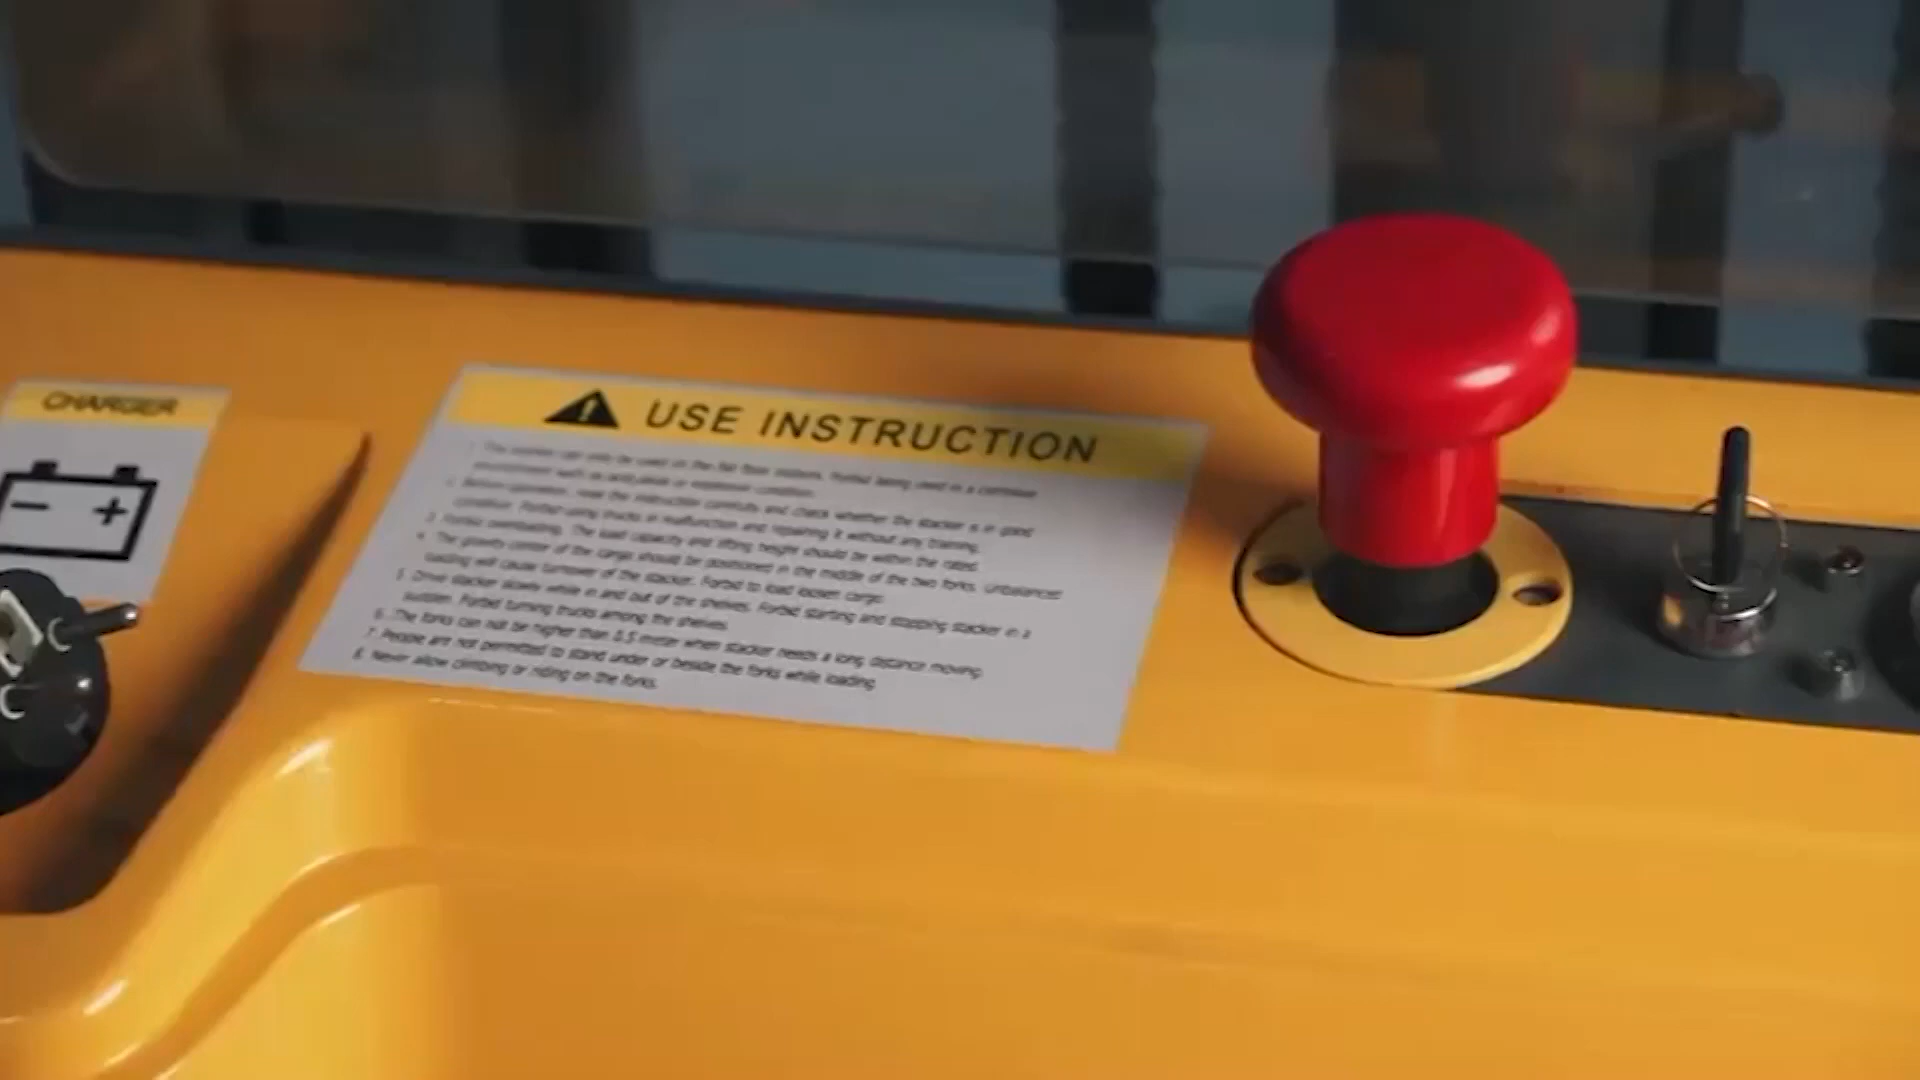 CHARGER
- +
USE INSTRUCTION
1. The stacker can only be used on the flat floor indoors. Forbid being used in a corrosive
environment such as acid
2. Before operation, read the instruction carefully and check whether the stacker is in good
condition. Forbid using trucks in malfunction and repairing it without any training.
3. Forbid overloading. The load capacity and lifting height should be within the rated.
4. The gravity center of the cargo should be positioned in the middle of the two forks. Unbalanced
loading will cause turnover of the stacker. Forbid to load loosen cargo.
5. Drive stacker slowly while in and out of the shelves. Forbid starting and stopping stacker in a
sudden. Forbid turning trucks among the shelves.
6. The forks can not be higher than 0.5 meter when stacker needs a long distance moving.
7. People are not permitted to stand under or beside the forks while loading.
8. Never allow climbing or riding on the forks.